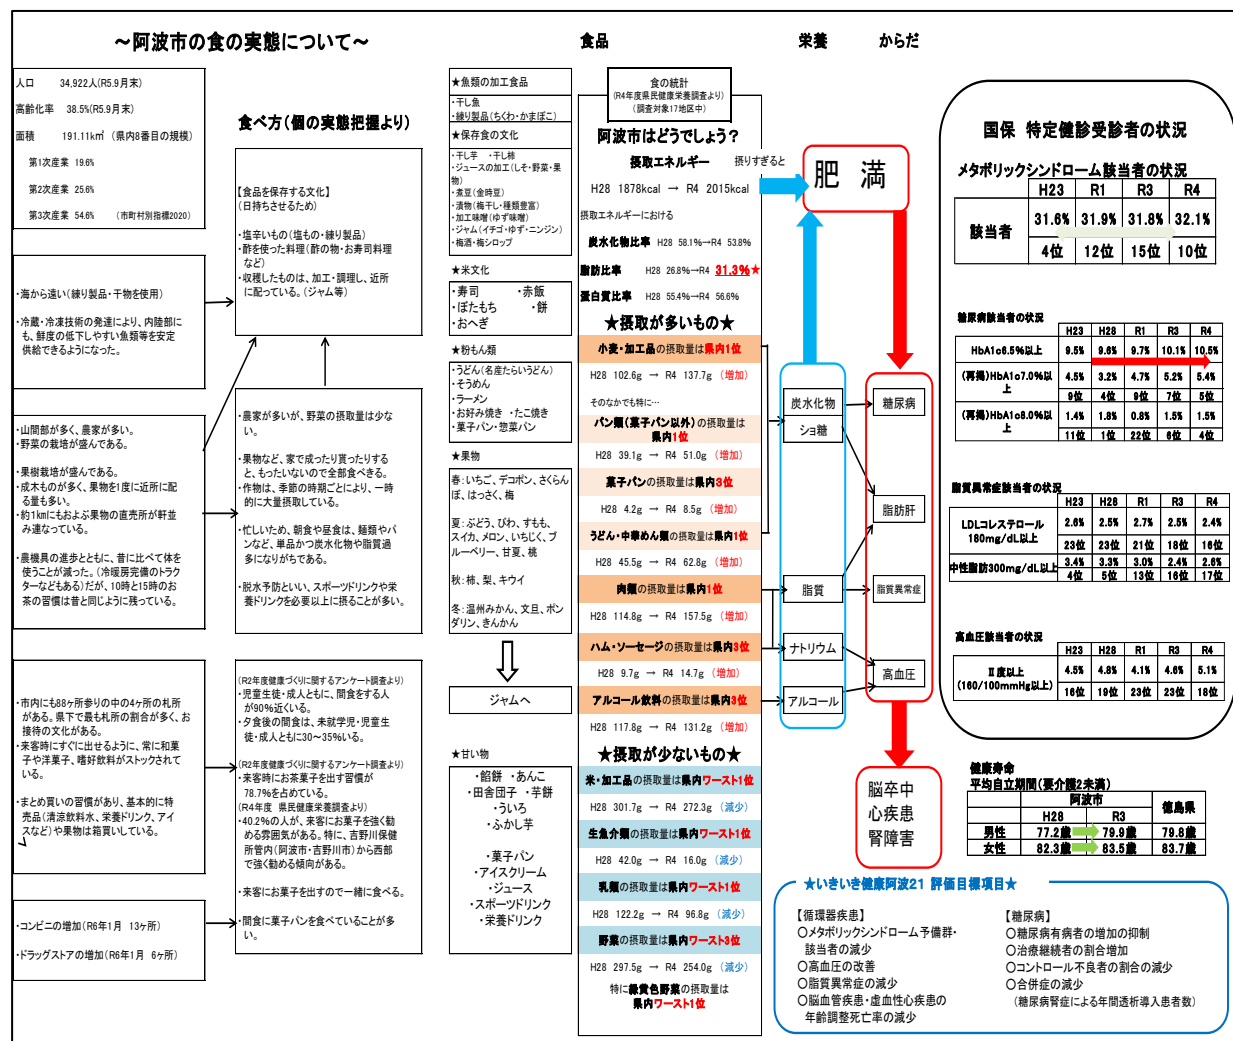 ～阿波市の食の実態について～
食品
栄養
からだ
人口　34,922人(R5.9月末)
高齢化率　38.5%(R5.9月末)
面積　191.11k㎡　(県内8番目の規模)
第1次産業　19.6%
第2次産業　25.6%
第3次産業　54.6%　(市町村別指標2020)
・海から遠い(練り製品・干物を使用)
・冷蔵・冷凍技術の発達により、内陸部に
も、鮮度の低下しやすい魚類等を安定
供給できるようになった。
・山間部が多く、農家が多い。
・野菜の栽培が盛んである。
・果樹栽培が盛んである。
・成木ものが多く、果物を1度に近所に配
る量も多い。
・約1kmにもおよぶ果物の直売所が軒並
み連なっている。
・農機具の進歩とともに、昔に比べて体を
使うことが減った。(冷暖房完備のトラク
ターなどもある)だが、10時と15時のお
茶の習慣は昔と同じように残っている。
・市内にも88ヶ所参りの中の4ヶ所の札所
がある。県下で最も札所の割合が多く、お
接待の文化がある。
・来客時にすぐに出せるように、常に和菓
子や洋菓子、嗜好飲料がストックされて
いる。
・まとめ買いの習慣があり、基本的に特
売品(清涼飲料水、栄養ドリンク、アイ
スなど)や果物は箱買いしている。
・コンビニの増加(R6年1月　13ヶ所)
・ドラッグストアの増加(R6年1月　6ヶ所)
食べ方(個の実態把握より)
【食品を保存する文化】
(日持ちさせるため)
・塩辛いもの(塩もの・練り製品)
・酢を使った料理(酢の物・お寿司料理
など)
・収穫したものは、加工・調理し、近所
に配っている。(ジャム等)
・農家が多いが、野菜の摂取量は少な
い。
・果物など、家で成ったり貰ったりする
と、もったいないので全部食べきる。
・作物は、季節の時期ごとにより、一時
的に大量摂取している。
・忙しいため、朝食や昼食は、麺類やパ
ンなど、単品かつ炭水化物や脂質過
多になりがちである。
・脱水予防といい、スポーツドリンクや栄
養ドリンクを必要以上に摂ることが多い。
(R2年度健康づくりに関するアンケート調査より)
・児童生徒・成人ともに、間食をする人
が90%近くいる。
・夕食後の間食は、未就学児・児童生
徒・成人ともに30～35%いる。
(R2年度健康づくりに関するアンケート調査より)
・来客時にお茶菓子を出す習慣が
78.7%を占めている。
(R4年度　県民健康栄養調査より)
・40.2%の人が、来客にお菓子を強く勧
める雰囲気がある。特に、吉野川保健
所管内(阿波市・吉野川市)から西部
で強く勧める傾向がある。
・来客にお菓子を出すので一緒に食べる。
・間食に菓子パンを食べていることが多
い。
★魚類の加工食品
・干し魚
・練り製品(ちくわ・かまぼこ)
★保存食の文化
・干し芋　・干し柿
・ジュースの加工(しそ・野菜・果
物)
・煮豆(金時豆)
・漬物(梅干し・種類豊富)
・加工味噌(ゆず味噌)
・ジャム(イチゴ・ゆず・ニンジン)
・梅酒・梅シロップ
★米文化
・寿司　・赤飯
・ぼたもち　・餅
・おへぎ
★粉もん類
・うどん(名産たらいうどん)
・そうめん
・ラーメン
・お好み焼き　・たこ焼き
・菓子パン・惣菜パン
★果物
春:いちご、デコポン、さくらん
ぼ、はっさく、梅
夏:ぶどう、びわ、すもも、
スイカ、メロン、いちじく、ブ
ルーベリー、甘夏、桃
秋:柿、梨、キウイ
冬:温州みかん、文旦、ポン
ダリン、きんかん
ジャムへ
★甘い物
・餡餅　・あんこ
・田舎団子　・芋餅
・ういろ
・ふかし芋
・菓子パン
・アイスクリーム
・ジュース
・スポーツドリンク
・栄養ドリンク
食の統計
(R4年度県民健康栄養調査より)
(調査対象17地区中)
阿波市はどうでしょう？
摂取エネルギー
摂りすぎると
H28　1878kcal　→　R4　2015kcal
摂取エネルギーにおける
炭水化物比率　H28　58.1%→R4　53.8%
脂肪比率　H28　26.8%→R4　31.3%★
蛋白質比率　H28　55.4%→R4　56.6%
★摂取が多いもの★
小麦・加工品の摂取量は県内1位
H28　102.6g　→　R4　137.7g　(増加)
そのなかでも特に…
パン類(菓子パン以外)の摂取量は
県内1位
H28　39.1g　→　R4　51.0g　(増加)
菓子パンの摂取量は県内3位
H28　4.2g　→　R4　8.5g　(増加)
うどん・中華めん類の摂取量は県内1位
H28　45.5g　→　R4　62.8g　(増加)
肉類の摂取量は県内1位
H28　114.8g　→　R4　157.5g　(増加)
ハム・ソーセージの摂取量は県内3位
H28　9.7g　→　R4　14.7g　(増加)
アルコール飲料の摂取量は県内3位
H28　117.8g　→　R4　131.2g　(増加)
★摂取が少ないもの★
米・加工品の摂取量は県内ワースト1位
H28　301.7g　→　R4　272.3g　(減少)
生魚介類の摂取量は県内ワースト1位
H28　42.0g　→　R4　16.0g　(減少)
乳類の摂取量は県内ワースト1位
H28　122.2g　→　R4　96.8g　(減少)
野菜の摂取量は県内ワースト3位
H28　297.5g　→　R4　254.0g　(減少)
特に緑黄色野菜の摂取量は
県内ワースト1位
肥　満
炭水化物
ショ糖
脂質
ナトリウム
アルコール
糖尿病
脂肪肝
脂質異常症
高血圧
脳卒中
心疾患
腎障害
国保　特定健診受診者の状況
メタボリックシンドローム該当者の状況
H23　R1　R3　R4
該当者　31.6%　31.9%　31.8%　32.1%
4位　12位　15位　10位
糖尿病該当者の状況
H23　H28　R1　R3　R4
HbA1c6.5%以上　9.5%　9.6%　9.7%　10.1%　10.5%
(再掲)HbA1c7.0%以上　4.5%　3.2%　4.7%　5.2%　5.4%
9位　4位　9位　7位　5位
(再掲)HbA1c8.0%以上　1.4%　1.8%　0.8%　1.5%　1.5%
11位　1位　22位　6位　4位
脂質異常症該当者の状況
H23　H28　R1　R3　R4
LDLコレステロール
180mg/dL以上　2.6%　2.5%　2.7%　2.5%　2.4%
23位　23位　21位　18位　16位
中性脂肪300mg/dL以上　3.4%　3.3%　3.0%　2.4%　2.6%
4位　5位　13位　16位　17位
高血圧該当者の状況
H23　H28　R1　R3　R4
Ⅱ度以上
(160/100mmHg以上)　4.5%　4.8%　4.1%　4.6%　5.1%
16位　19位　23位　23位　18位
健康寿命
平均自立期間(要介護2未満)
阿波市　徳島県
H28　R3
男性　77.2歳　79.9歳　79.8歳
女性　82.3歳　83.5歳　83.7歳
★いきいき健康阿波21 評価目標項目★
【循環器疾患】
○メタボリックシンドローム予備群・
該当者の減少
○高血圧の改善
○脂質異常症の減少
○脳血管疾患・虚血性心疾患の
年齢調整死亡率の減少
【糖尿病】
○糖尿病有病者の増加の抑制
○治療継続者の割合増加
○コントロール不良者の割合の減少
○合併症の減少
(糖尿病腎症による年間透析導入患者数)